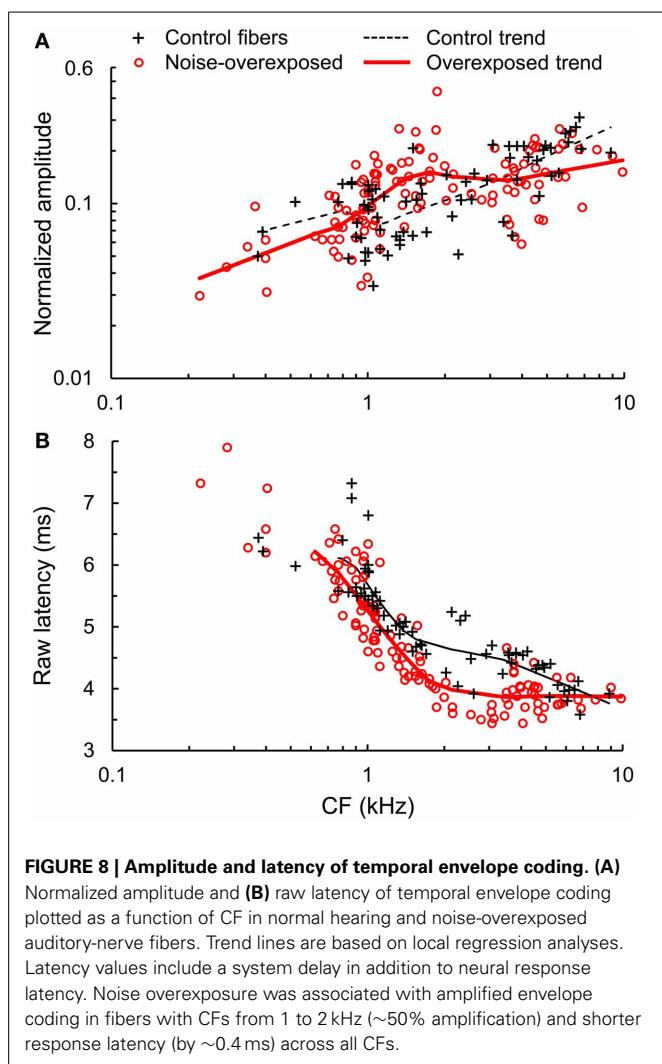 A
Control fibers
Control trend
Noise-overexposed
Overexposed trend
0.6
0.1
0.01
Normalized amplitude
0.1
1
10
B
8
7
6
5
4
3
Raw latency (ms)
0.1
1
10
CF (kHz)
FIGURE 8 | Amplitude and latency of temporal envelope coding. (A)
Normalized amplitude and (B) raw latency of temporal envelope coding
plotted as a function of CF in normal hearing and noise-overexposed
auditory-nerve fibers. Trend lines are based on local regression analyses.
Latency values include a system delay in addition to neural response
latency. Noise overexposure was associated with amplified envelope
coding in fibers with CFs from 1 to 2 kHz (~50% amplification) and shorter
response latency (by ~0.4 ms) across all CFs.